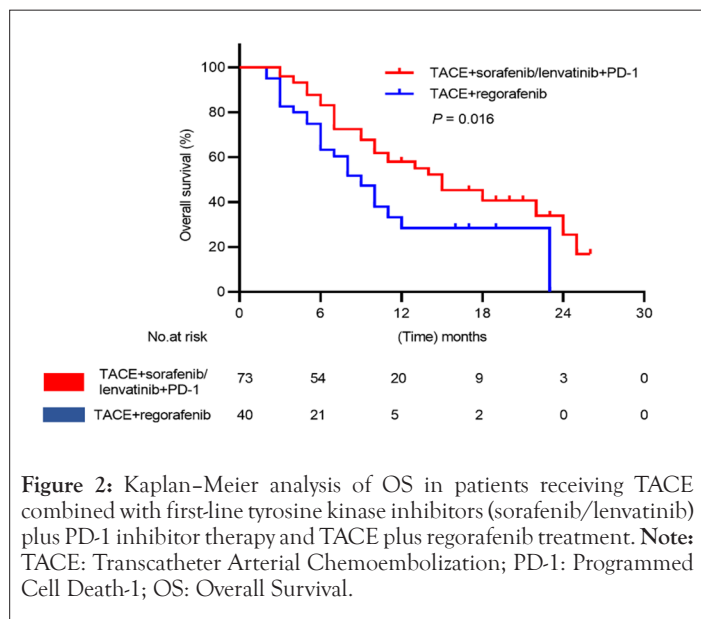 TACE+sorafenib/lenvatinib+PD-1
TACE+regorafenib
P = 0.016
Overall survival (%)
100
80
60
40
20
0
0 6 12 18 24 30
No.at risk (Time) months
TACE+sorafenib/
lenvatinib+PD-1 73 54 20 9 3 0
TACE+regorafenib 40 21 5 2 0 0
Figure 2: Kaplan–Meier analysis of OS in patients receiving TACE
combined with first-line tyrosine kinase inhibitors (sorafenib/lenvatinib)
plus PD-1 inhibitor therapy and TACE plus regorafenib treatment. Note:
TACE: Transcatheter Arterial Chemoembolization; PD-1: Programmed
Cell Death-1; OS: Overall Survival.